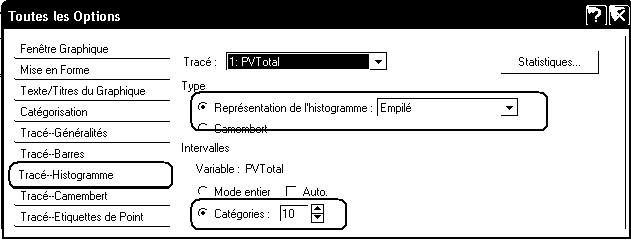 Toutes les Options
Fenêtre Graphique
Mise en Forme
Texte/Titres du Graphique
Catégorisation
Tracé--Généralités
Tracé--Barres
Tracé--Histogramme
Tracé--Camembert
Tracé--Etiquettes de Point
Tracé : 1: PVTotal
Statistiques...
Type
Représentation de l'histogramme : Empilé
Camembert
Intervalles
Variable : PVTotal
Mode entier Auto.
Catégories : 10